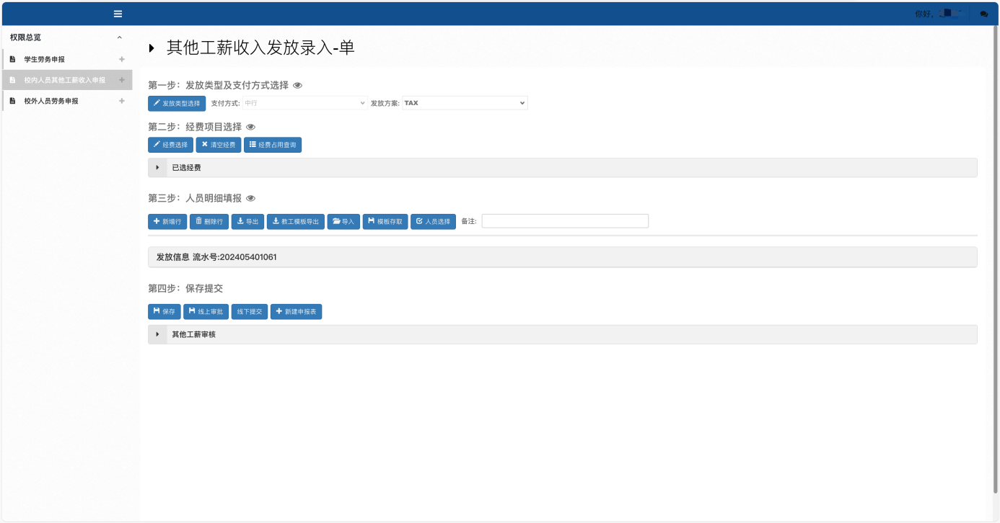 你好,
权限总览
学生劳务申报
校内人员其他工薪收入申报
校外人员劳务申报
其他工薪收入发放录入-单
第一步：发放类型及支付方式选择
发放类型选择 支付方式: 中行 发放方案: TAX
第二步：经费项目选择
经费选择 清空经费 经费占用查询
已选经费
第三步：人员明细填报
新增行 删除行 导出 教工模板导出 导入 模板存取 人员选择 备注:
发放信息 流水号:202405401061
第四步：保存提交
保存 线上审批 线下提交 新建申报表
其他工薪审核